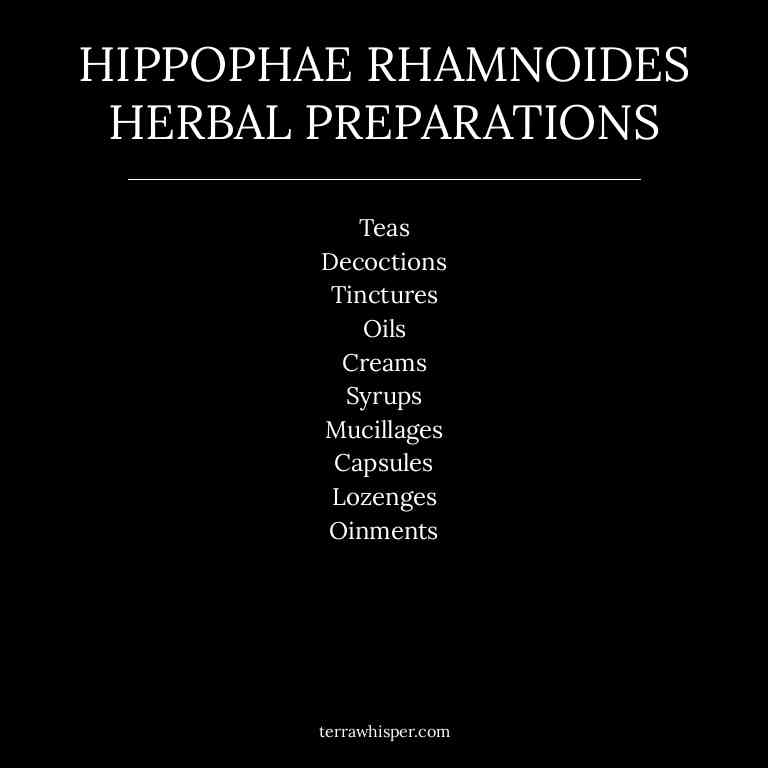 HIPPOPHAE RHAMNOIDES
HERBAL PREPARATIONS
Teas
Decoctions
Tinctures
Oils
Creams
Syrups
Mucillages
Capsules
Lozenges
Oinments
terrawhisper.com